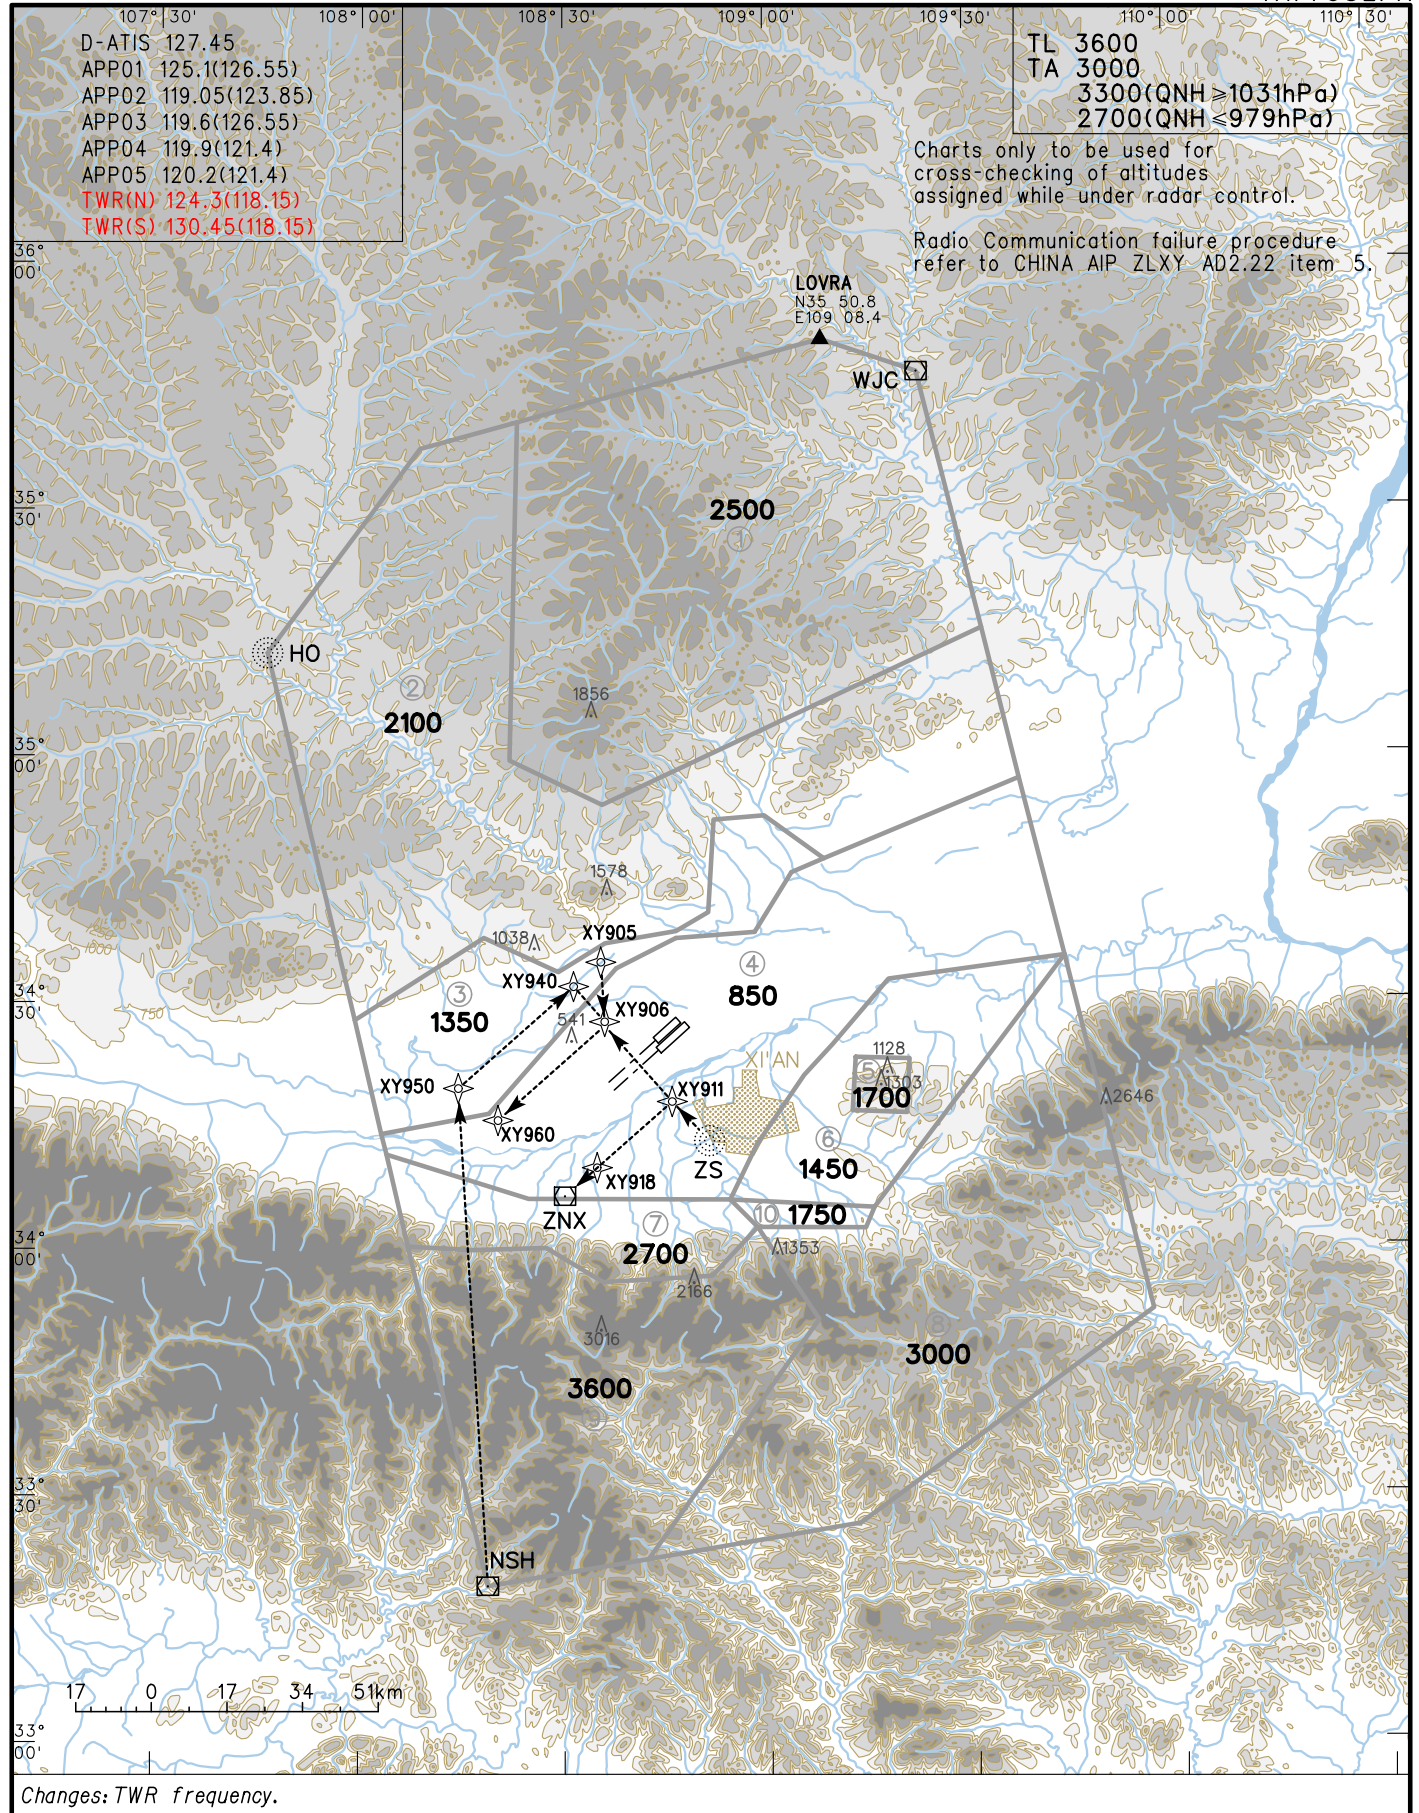 107°30'
108°00'
108°30'
109°00'
109°30'
110°00'
110°30'
D-ATIS 127.45
APP01 125.1(126.55)
APP02 119.05(123.85)
APP03 119.6(126.55)
APP04 119.9(121.4)
APP05 120.2(121.4)
TWR(N) 124.3(118.15)
TWR(S) 130.45(118.15)
TL 3600
TA 3000
3300(QNH≥1031hPa)
2700(QNH≤979hPa)
Charts only to be used for
cross-checking of altitudes
assigned while under radar control.
Radio Communication failure procedure
refer to CHINA AIP ZLXY AD2.22 item 5.
36°
00'
LOVRA
N35 50.8
E109 08.4
WJC
35°
30'
2500
①
HO
②
2100
1856
35°
00'
1578
1038
XY905
XY940
④
850
③
1350
34°
30'
750
1000
541
XY906
XI'AN
1128
⑤
1303
1700
2646
XY950
XY911
XY960
⑥
1450
ZS
XY918
ZNX
⑩
1750
⑦
2700
1353
34°
00'
2166
3016
⑧
3000
3600
⑨
33°
30'
NSH
17 0 17 34 51km
33°
00'
Changes: TWR frequency.